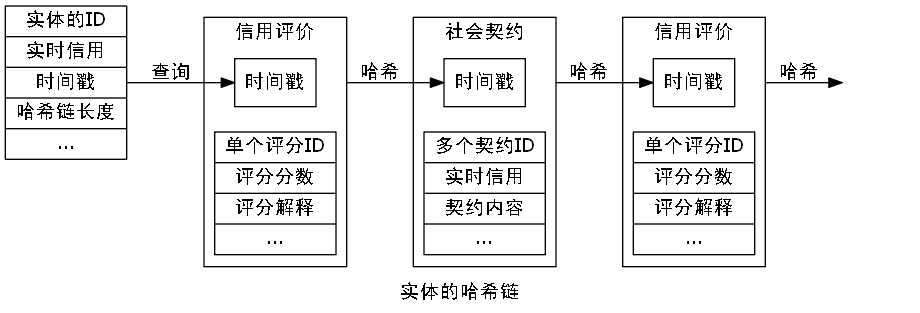 实体的ID
实时信用
时间戳
哈希链长度
...
查询
信用评价
时间戳
单个评分ID
评分分数
评分解释
...
哈希
社会契约
时间戳
多个契约ID
实时信用
契约内容
...
哈希
信用评价
时间戳
单个评分ID
评分分数
评分解释
...
哈希
实体的哈希链